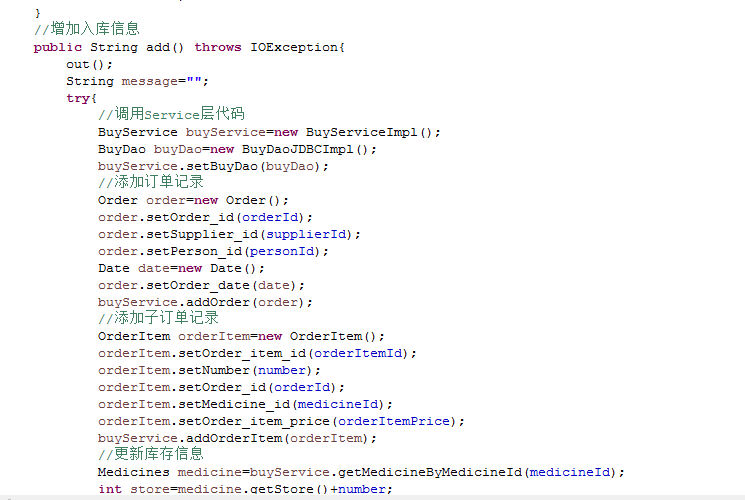 }
//增加入库信息
public String add() throws IOException{
out();
String message="";
try{
//调用Service层代码
BuyService buyService=new BuyServiceImpl();
BuyDao buyDao=new BuyDaoJDBCImpl();
buyService.setBuyDao(buyDao);
//添加订单记录
Order order=new Order();
order.setOrder_id(orderId);
order.setSupplier_id(supplierId);
order.setPerson_id(personId);
Date date=new Date();
order.setOrder_date(date);
buyService.addOrder(order);
//添加子订单记录
OrderItem orderItem=new OrderItem();
orderItem.setOrder_item_id(orderItemId);
orderItem.setNumber(number);
orderItem.setOrder_id(orderId);
orderItem.setMedicine_id(medicineId);
orderItem.setOrder_item_price(orderItemPrice);
buyService.addOrderItem(orderItem);
//更新库存信息
Medicines medicine=buyService.getMedicineByMedicineId(medicineId);
int store=medicine.getStore()+number;